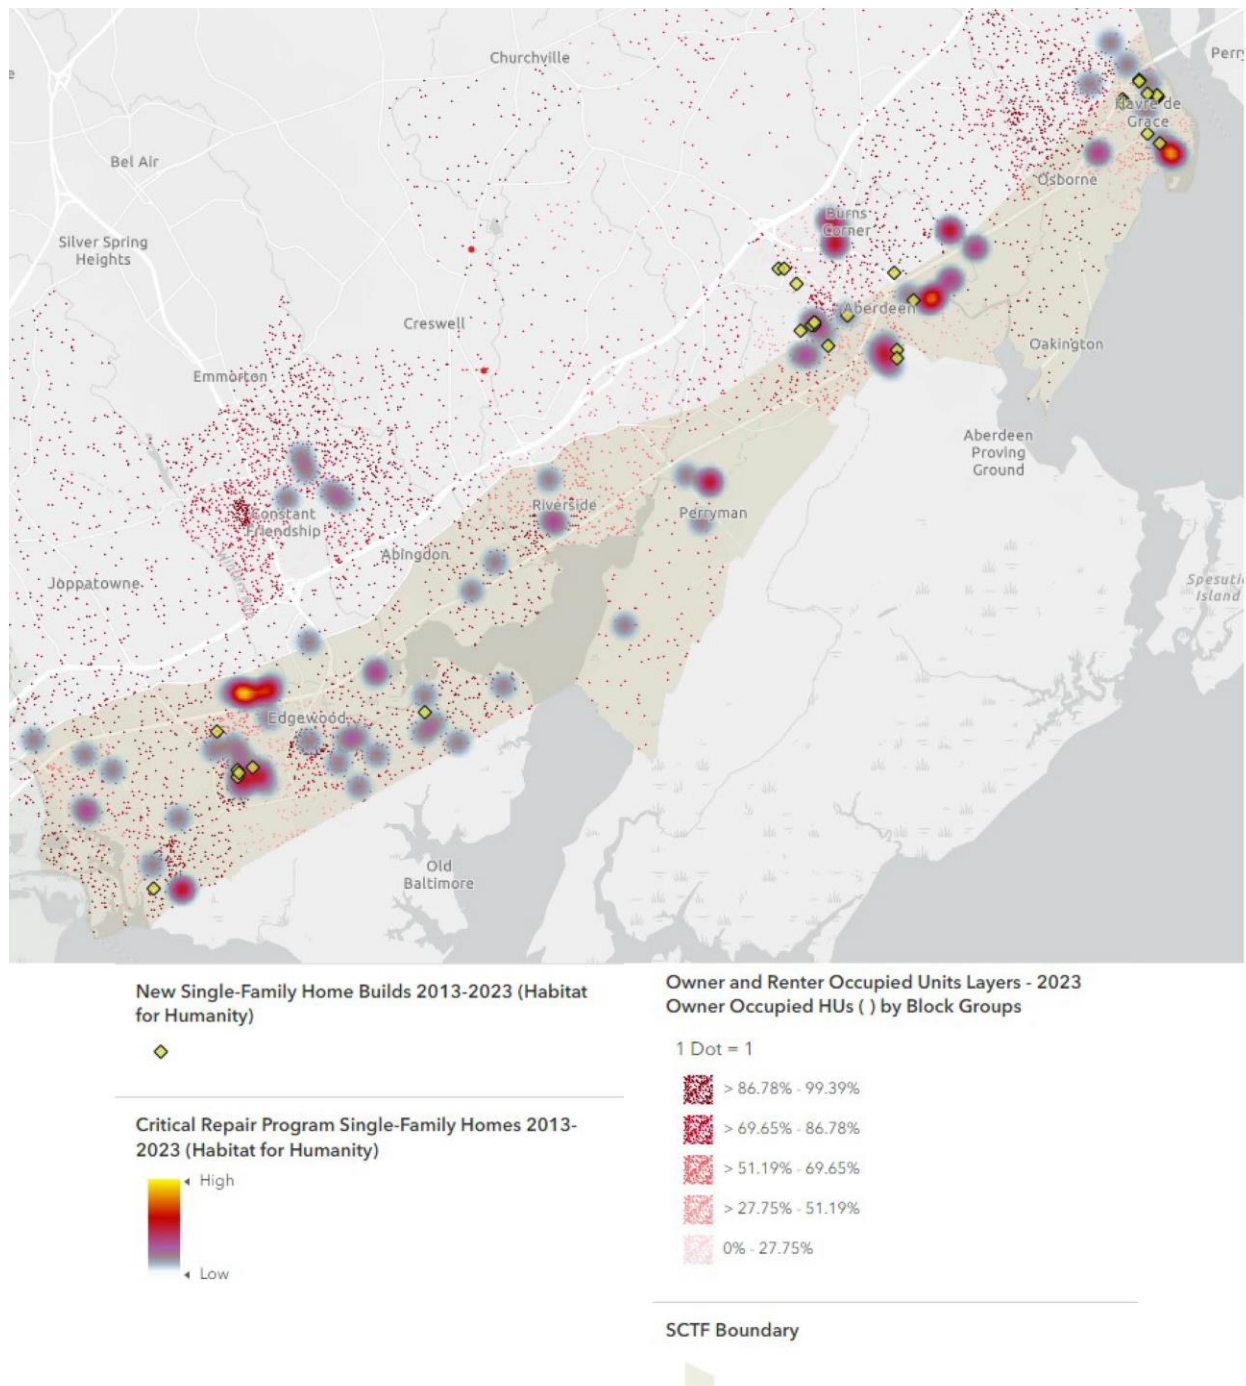 Churchville
Perry
e
Havre de
Grace
Bel Air
Osborne
Burns
Corner
Silver Spring
Heights
Aberdeen
Creswell
Oakington
Emmorton
Aberdeen
Proving
Ground
Riverside
Constant
Friendship
Perryman
Abingdon
Joppatowne
Spesutie
Island
Edgewood
Old
Baltimore
New Single-Family Home Builds 2013-2023 (Habitat
for Humanity)
Critical Repair Program Single-Family Homes 2013-
2023 (Habitat for Humanity)
High
Low
Owner and Renter Occupied Units Layers - 2023
Owner Occupied HUs ( ) by Block Groups
1 Dot = 1
> 86.78% - 99.39%
> 69.65% - 86.78%
> 51.19% - 69.65%
> 27.75% - 51.19%
0% - 27.75%
SCTF Boundary